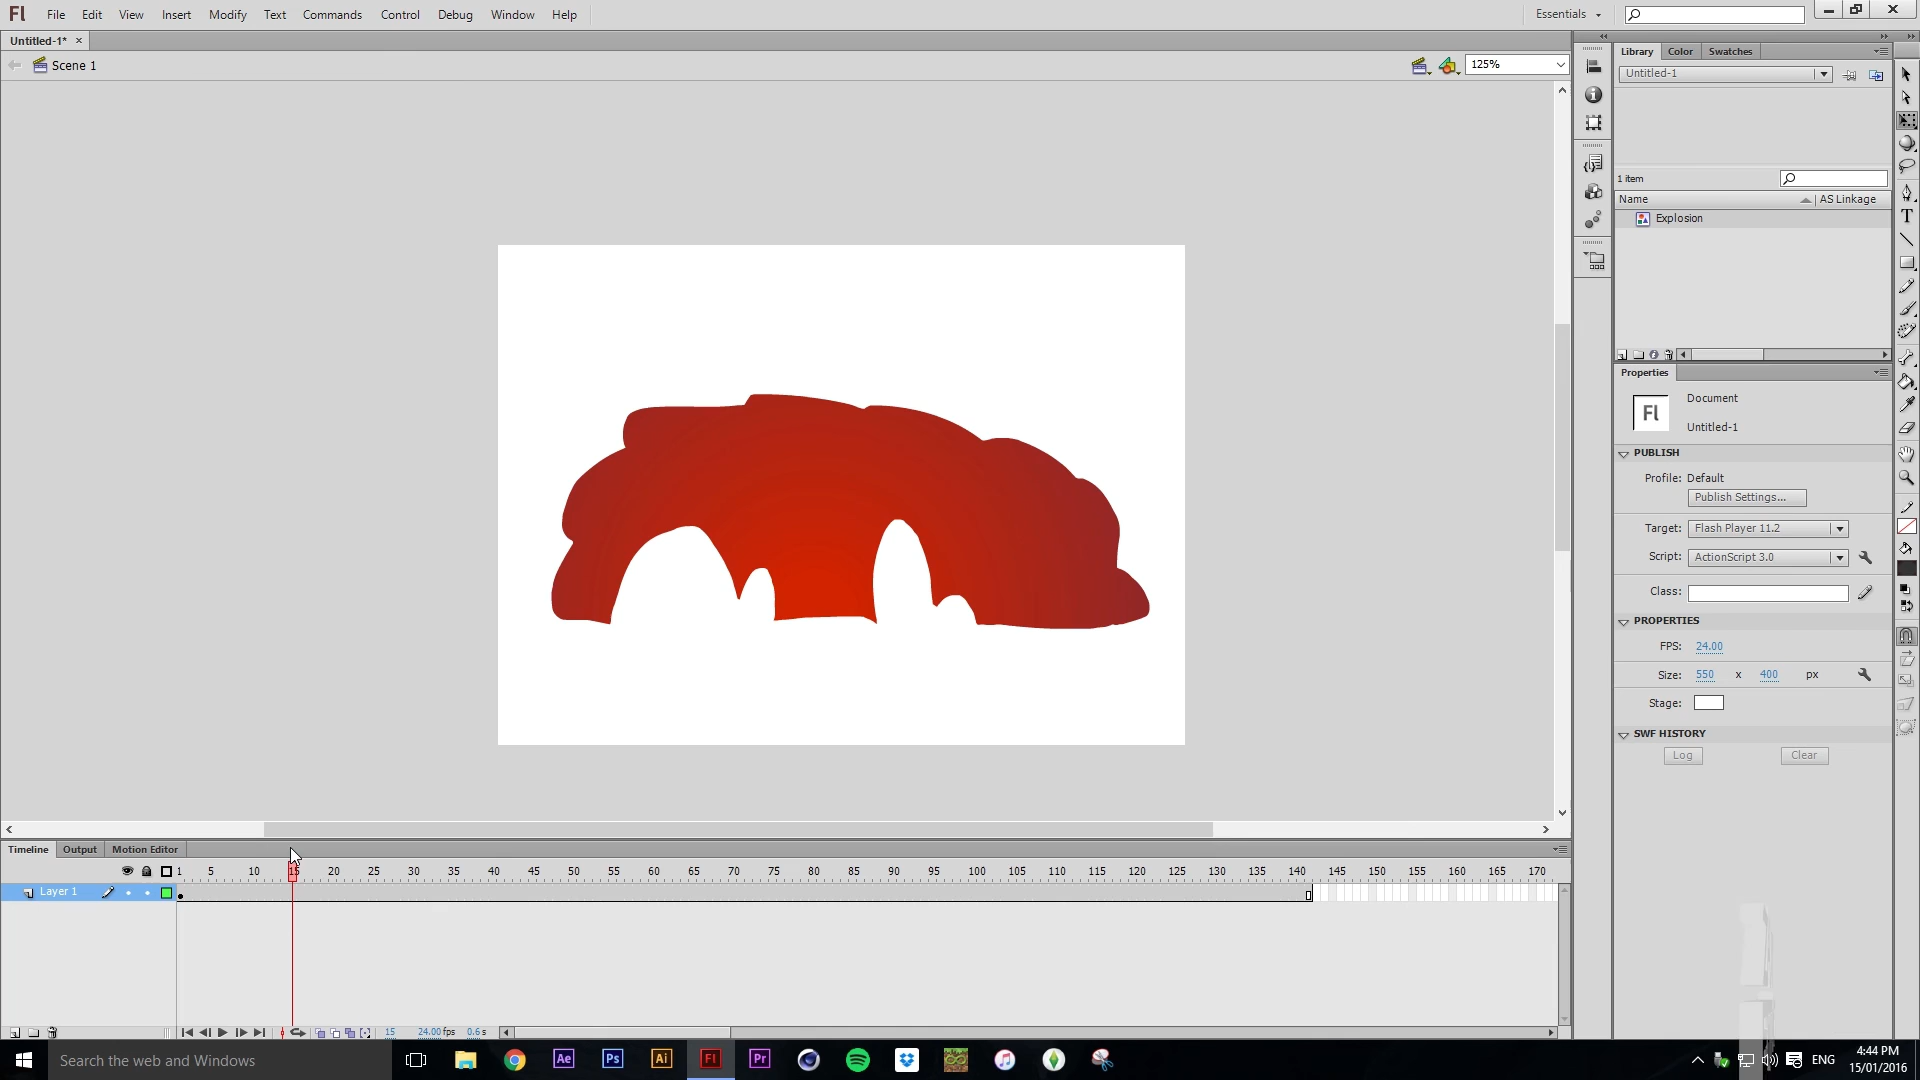 Fl File Edit View Insert Modify Text Commands Control Debug Window Help Essentials
Untitled-1* ×
Scene 1 125%
Library Color Swatches
Untitled-1
1 item
Name AS Linkage
Explosion
Properties
Fl
Document
Untitled-1
PUBLISH
Profile: Default
Publish Settings...
Target: Flash Player 11.2
Script: ActionScript 3.0
Class:
PROPERTIES
FPS: 24.00
Size: 550 x 400 px
Stage:
SWF HISTORY
Log Clear
Timeline Output Motion Editor
1 5 10 15 20 25 30 35 40 45 50 55 60 65 70 75 80 85 90 95 100 105 110 115 120 125 130 135 140 145 150 155 160 165 170
Layer 1
15 24.00 fps 0.6 s
Search the web and Windows
Ae Ps Ai Fl Pr
ENG
4:44 PM
15/01/2016